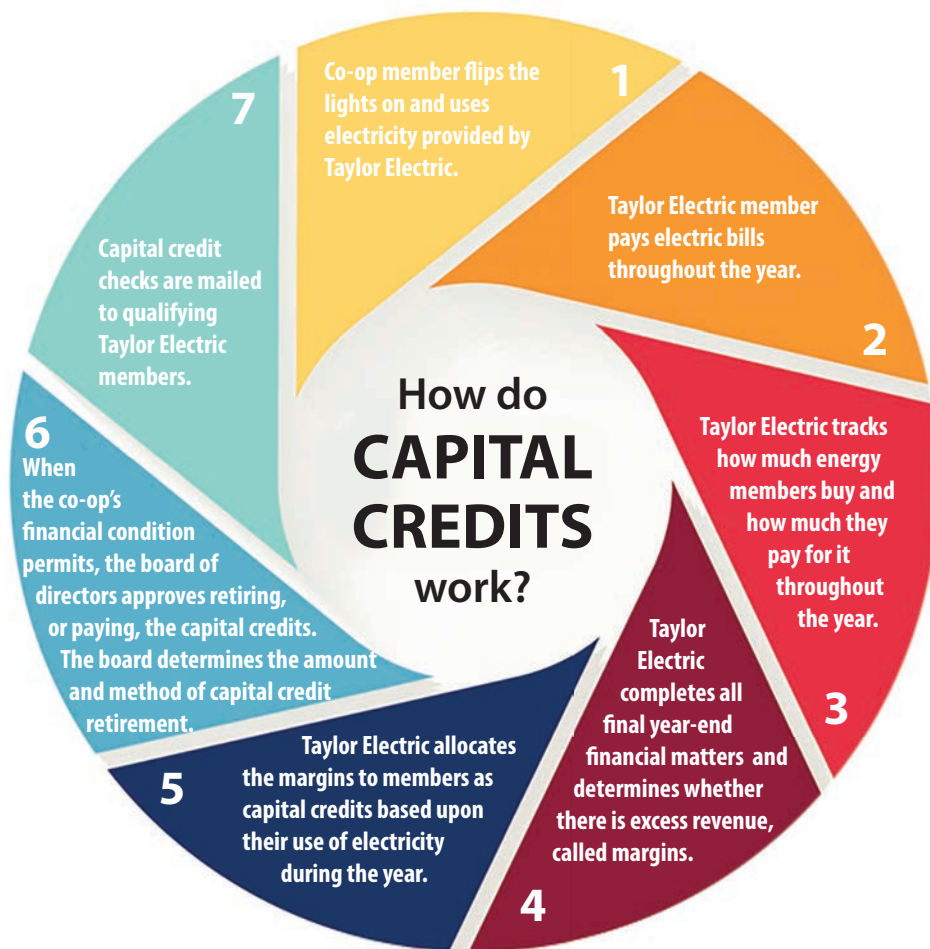 How do
CAPITAL
CREDITS
work?
1
Co-op member flips the
lights on and uses
electricity provided by
Taylor Electric.
Taylor Electric member
pays electric bills
throughout the year.
2
Taylor Electric tracks
how much energy
members buy and
how much they
pay for it
throughout
the year.
3
Taylor
Electric
completes all
final year-end
financial matters and
determines whether
there is excess revenue,
called margins.
4
Taylor Electric allocates
the margins to members as
capital credits based upon
their use of electricity
during the year.
5
6
When
the co-op’s
financial condition
permits, the board of
directors approves retiring,
or paying, the capital credits.
The board determines the amount
and method of capital credit
retirement.
7
Capital credit
checks are mailed
to qualifying
Taylor Electric
members.